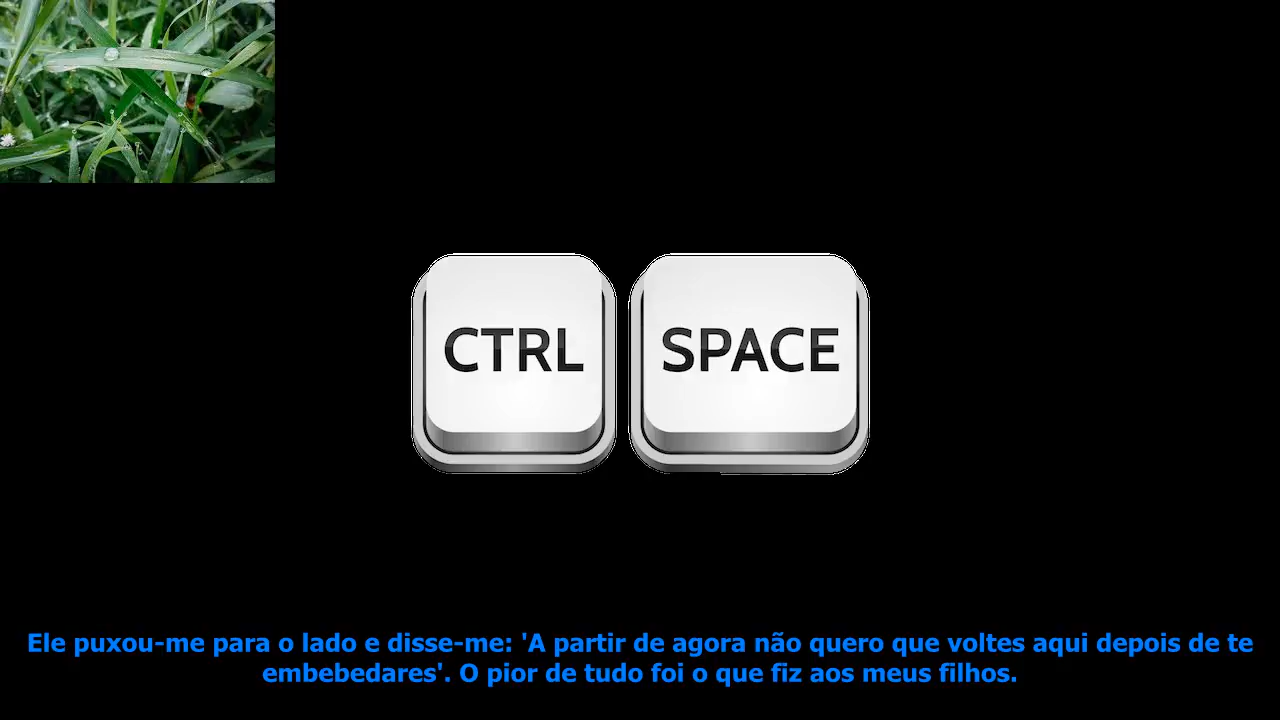 CTRL SPACE
Ele puxou-me para o lado e disse-me: 'A partir de agora não quero que voltes aqui depois de te
embebedares'. O pior de tudo foi o que fiz aos meus filhos.